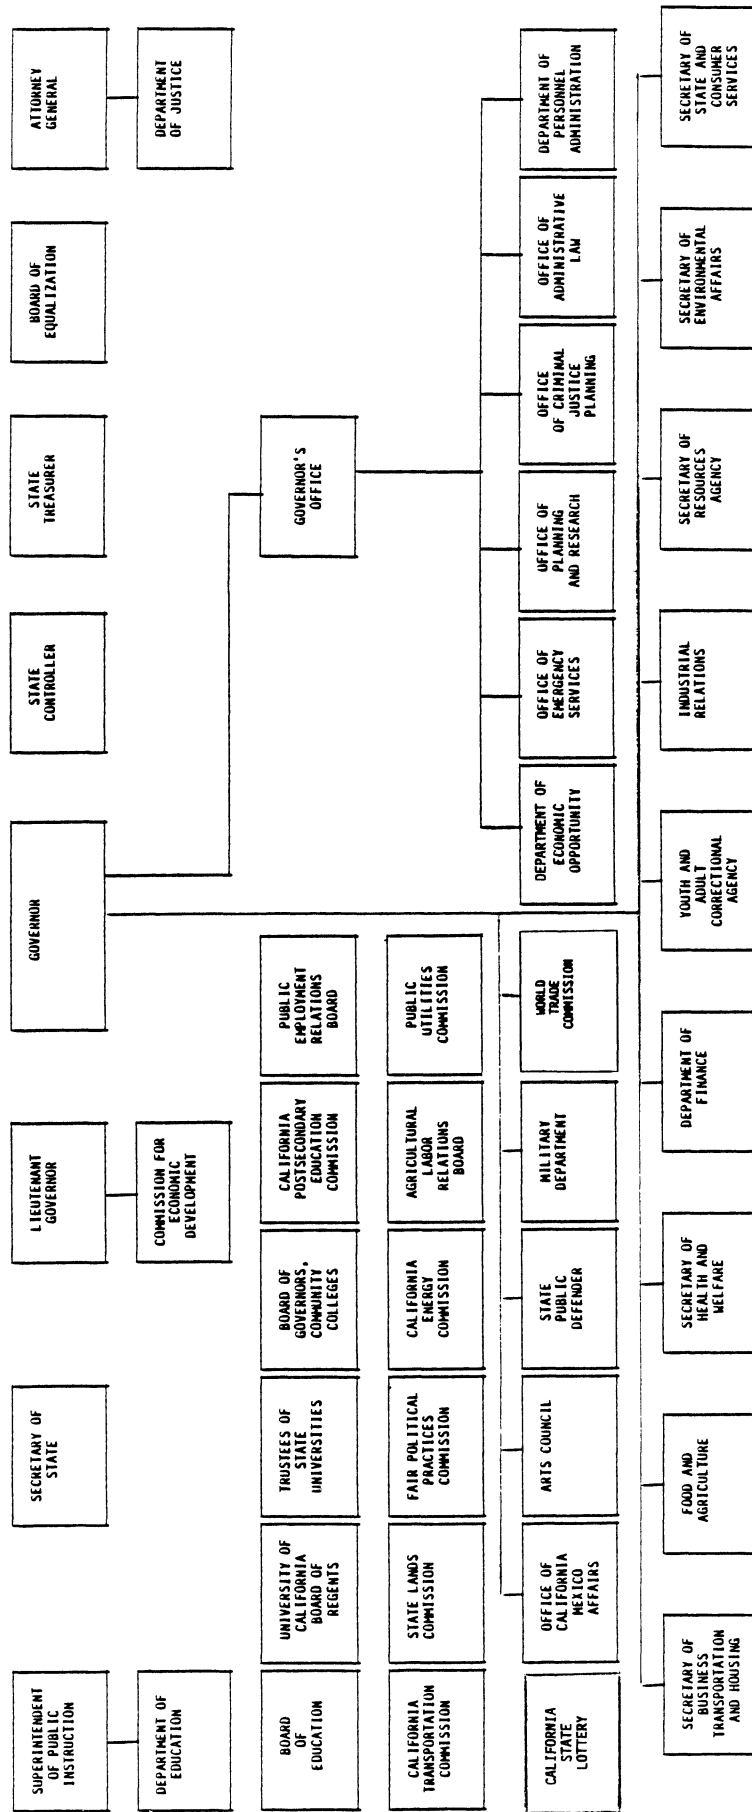 SUPERINTENDENT
OF PUBLIC
INSTRUCTION
SECRETARY OF
STATE
LIEUTENANT
GOVERNOR
GOVERNOR
STATE
CONTROLLER
STATE
TREASURER
BOARD OF
EQUALIZATION
ATTORNEY
GENERAL
DEPARTMENT OF
EDUCATION
COMMISSION FOR
ECONOMIC
DEVELOPMENT
DEPARTMENT
OF JUSTICE
BOARD
OF
EDUCATION
UNIVERSITY OF
CALIFORNIA
BOARD OF
REGENTS
TRUSTEES OF
STATE
UNIVERSITIES
BOARD OF
GOVERNORS,
COMMUNITY
COLLEGES
CALIFORNIA
POSTSECONDARY
EDUCATION
COMMISSION
PUBLIC
EMPLOYMENT
RELATIONS
BOARD
GOVERNOR'S
OFFICE
CALIFORNIA
TRANSPORTATION
COMMISSION
STATE LANDS
COMMISSION
FAIR POLITICAL
PRACTICES
COMMISSION
CALIFORNIA
ENERGY
COMMISSION
AGRICULTURAL
LABOR
RELATIONS
BOARD
PUBLIC
UTILITIES
COMMISSION
CALIFORNIA
STATE
LOTTERY
OFFICE OF
CALIFORNIA
MEXICO
AFFAIRS
ARTS COUNCIL
STATE
PUBLIC
DEFENDER
MILITARY
DEPARTMENT
WORLD
TRADE
COMMISSION
DEPARTMENT OF
ECONOMIC
OPPORTUNITY
OFFICE OF
EMERGENCY
SERVICES
OFFICE OF
PLANNING
AND RESEARCH
OFFICE
OF CRIMINAL
JUSTICE
PLANNING
OFFICE OF
ADMINISTRATIVE
LAW
DEPARTMENT OF
PERSONNEL
ADMINISTRATION
SECRETARY OF
BUSINESS
TRANSPORTATION
AND HOUSING
FOOD AND
AGRICULTURE
SECRETARY OF
HEALTH AND
WELFARE
DEPARTMENT OF
FINANCE
YOUTH AND
ADULT
CORRECTIONAL
AGENCY
INDUSTRIAL
RELATIONS
SECRETARY OF
RESOURCES
AGENCY
SECRETARY OF
ENVIRONMENTAL
AFFAIRS
SECRETARY OF
STATE AND
CONSUMER
SERVICES